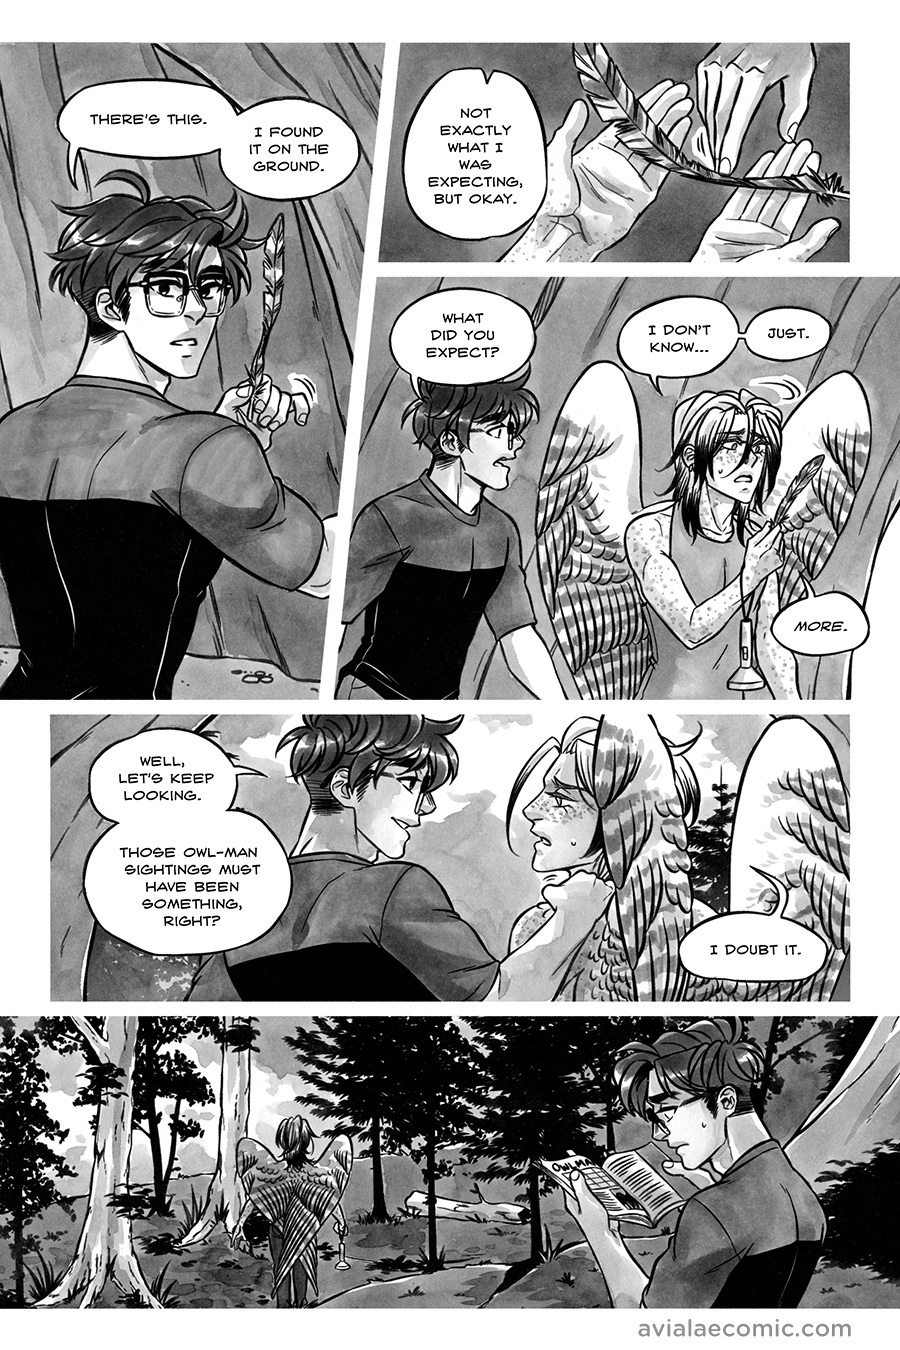 THERE'S THIS.
I FOUND
IT ON THE
GROUND.
NOT
EXACTLY
WHAT I
WAS
EXPECTING,
BUT OKAY.
WHAT
DID YOU
EXPECT?
I DON'T
KNOW...
JUST.
MORE.
WELL,
LET'S KEEP
LOOKING.
THOSE OWL-MAN
SIGHTINGS MUST
HAVE BEEN
SOMETHING,
RIGHT?
I DOUBT IT.
OWLMAN
avialaecomic.com